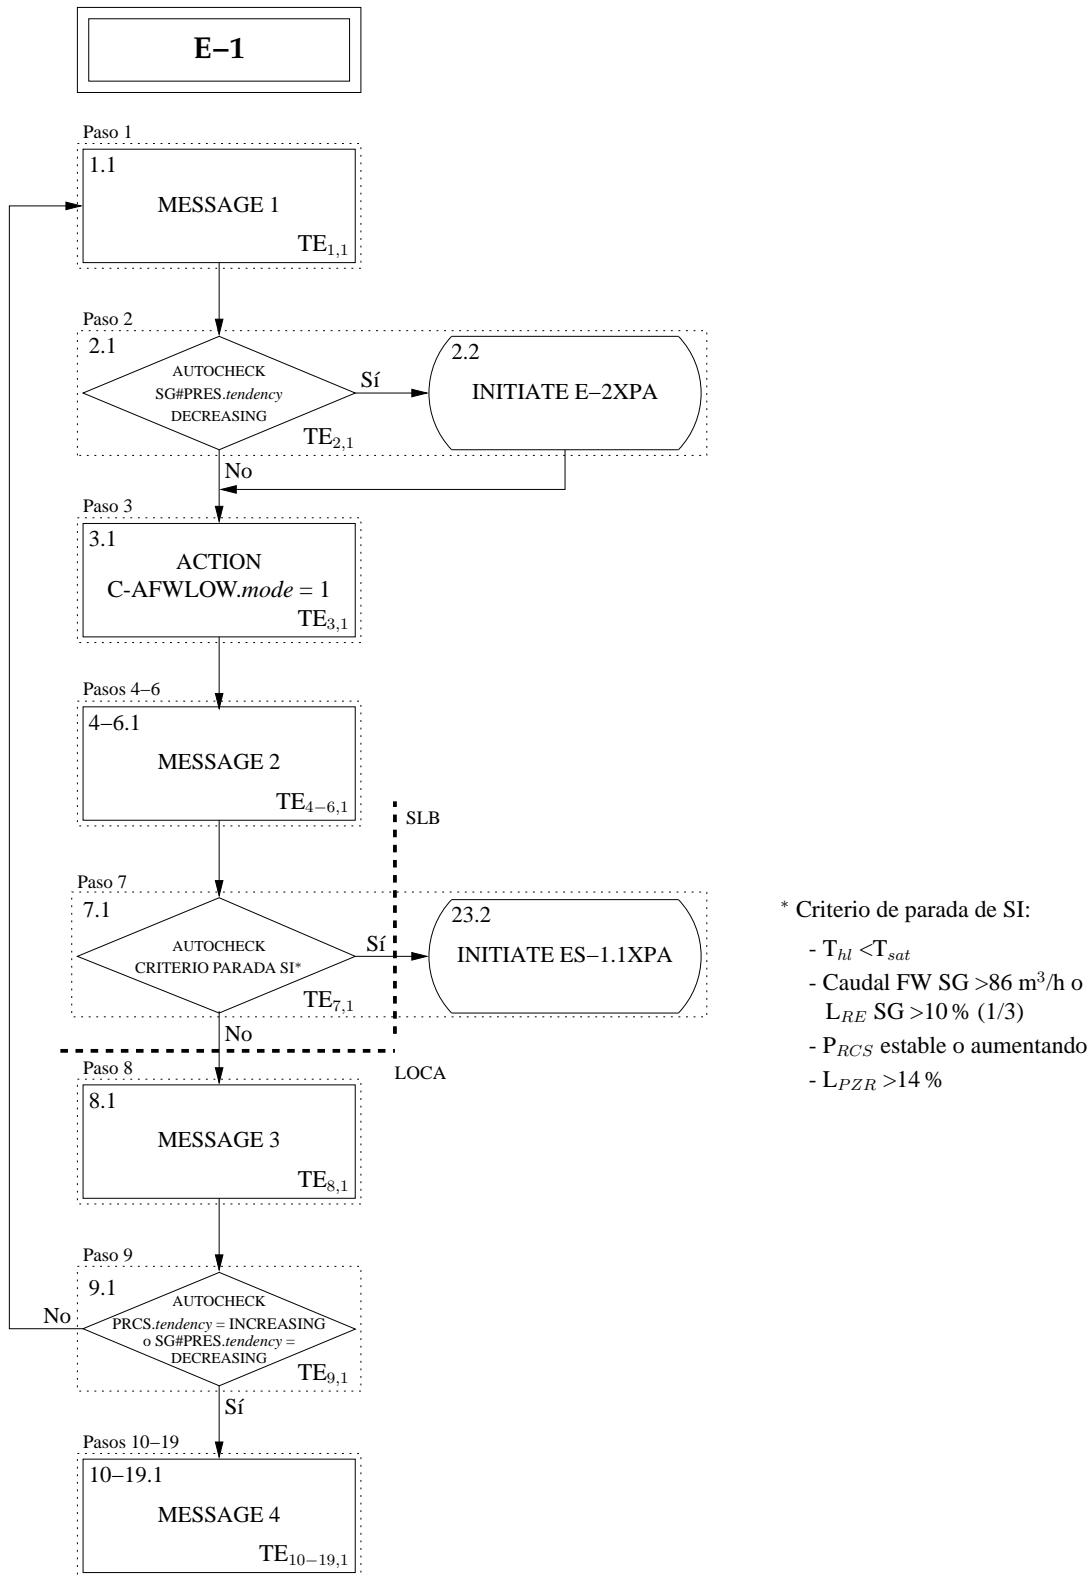 E–1
Paso 1
1.1
MESSAGE 1
TE1,1
Paso 2
2.1
AUTOCHECK
SG#PRES.tendency
DECREASING
TE2,1
Sí
2.2
INITIATE E–2XPA
No
Paso 3
3.1
ACTION
C-AFWLOW.mode = 1
TE3,1
Pasos 4–6
4–6.1
MESSAGE 2
TE4−6,1
SLB
Paso 7
7.1
AUTOCHECK
CRITERIO PARADA SI*
TE7,1
Sí
23.2
INITIATE ES–1.1XPA
No
LOCA
* Criterio de parada de SI:
- Thl <Tsat
- Caudal FW SG >86 m³/h o
LRE SG >10 % (1/3)
- PRCS estable o aumentando
- LPZR >14 %
Paso 8
8.1
MESSAGE 3
TE8,1
Paso 9
9.1
AUTOCHECK
PRCS.tendency = INCREASING
o SG#PRES.tendency =
DECREASING
TE9,1
No
Sí
Pasos 10–19
10–19.1
MESSAGE 4
TE10−19,1